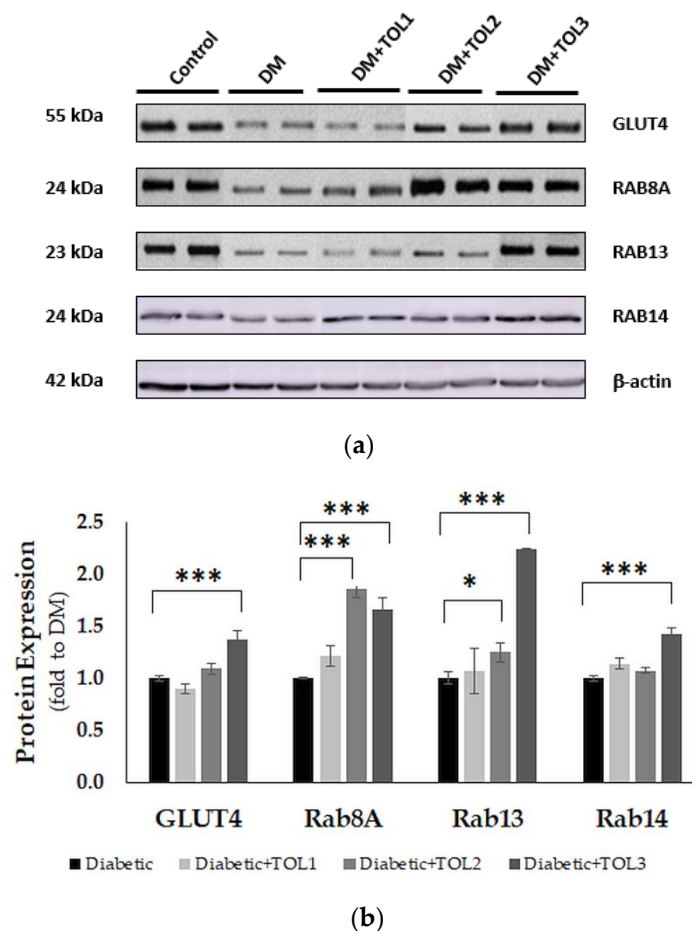 Control DM DM+TOL1 DM+TOL2 DM+TOL3
55 kDa GLUT4
24 kDa RAB8A
23 kDa RAB13
24 kDa RAB14
42 kDa β-actin
(a)
*** *** *** * *** ***
Protein Expression
(fold to DM)
2.5
2.0
1.5
1.0
0.5
0.0
GLUT4 Rab8A Rab13 Rab14
Diabetic Diabetic+TOL1 Diabetic+TOL2 Diabetic+TOL3
(b)